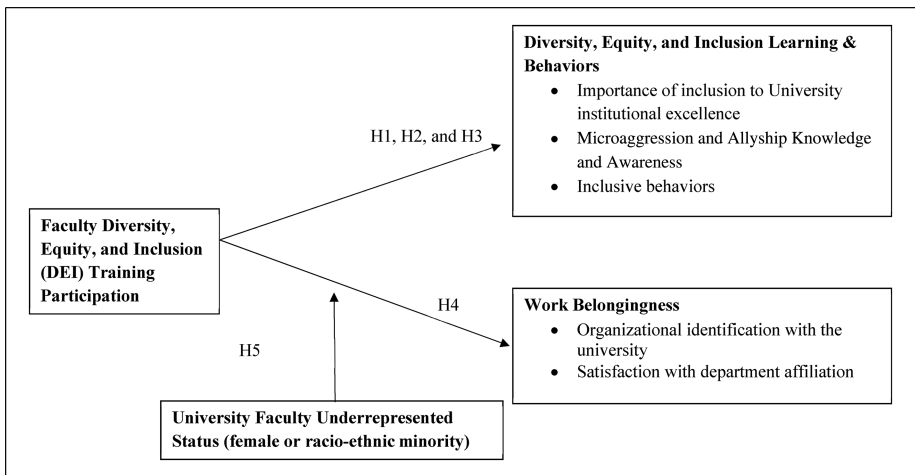 Diversity, Equity, and Inclusion Learning &
Behaviors
• Importance of inclusion to University
institutional excellence
• Microaggression and Allyship Knowledge
and Awareness
• Inclusive behaviors
H1, H2, and H3
Faculty Diversity,
Equity, and Inclusion
(DEI) Training
Participation
H4
Work Belongingness
• Organizational identification with the
university
• Satisfaction with department affiliation
H5
University Faculty Underrepresented
Status (female or racio-ethnic minority)